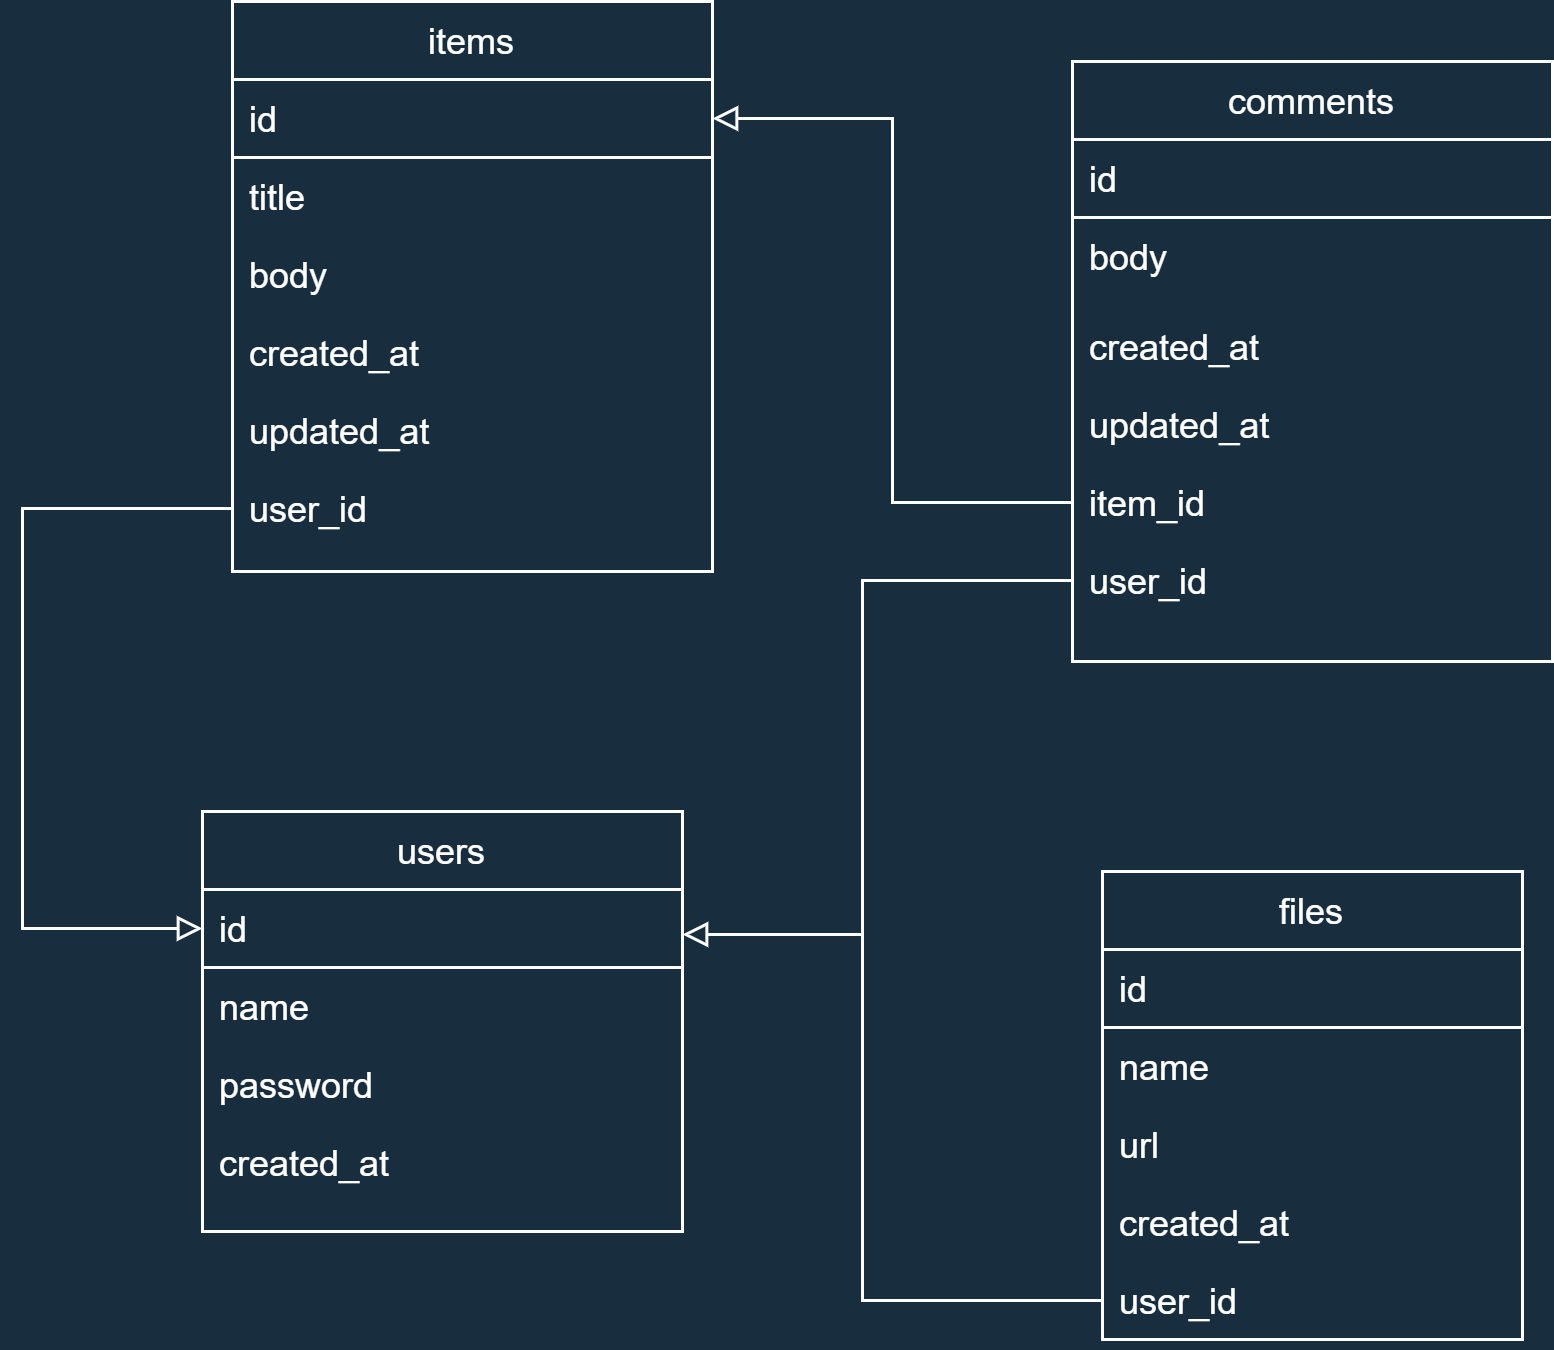 items
id
title
body
created_at
updated_at
user_id
comments
id
body
created_at
updated_at
item_id
user_id
users
id
name
password
created_at
files
id
name
url
created_at
user_id